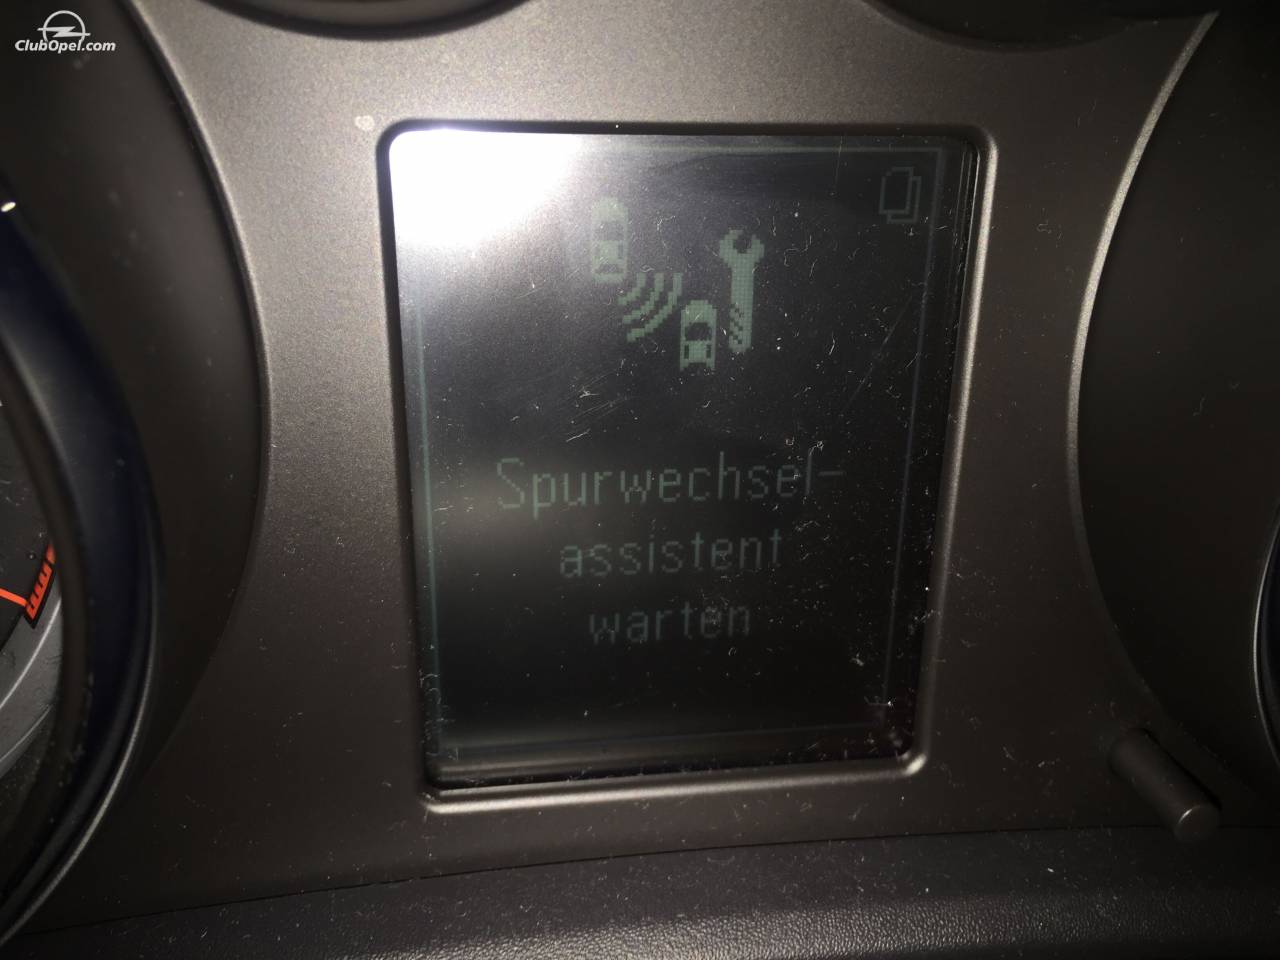 ClubOpel.com
Spurwechsel-
assistent
warten